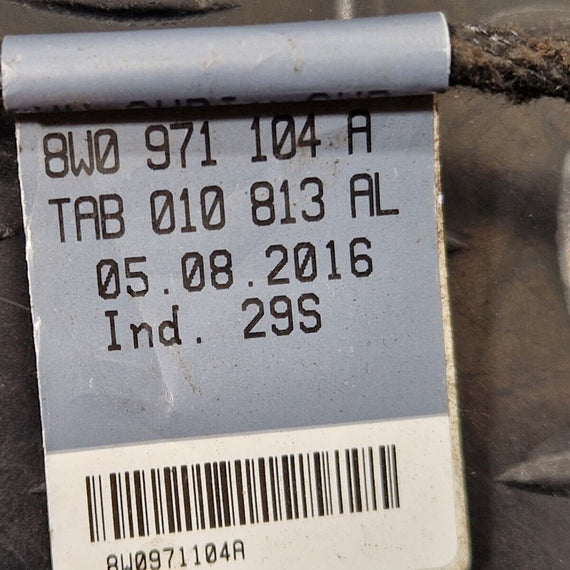 8W0 971 104 A
TAB 010 813 AL
05.08.2016
Ind. 29S
8W0971104A